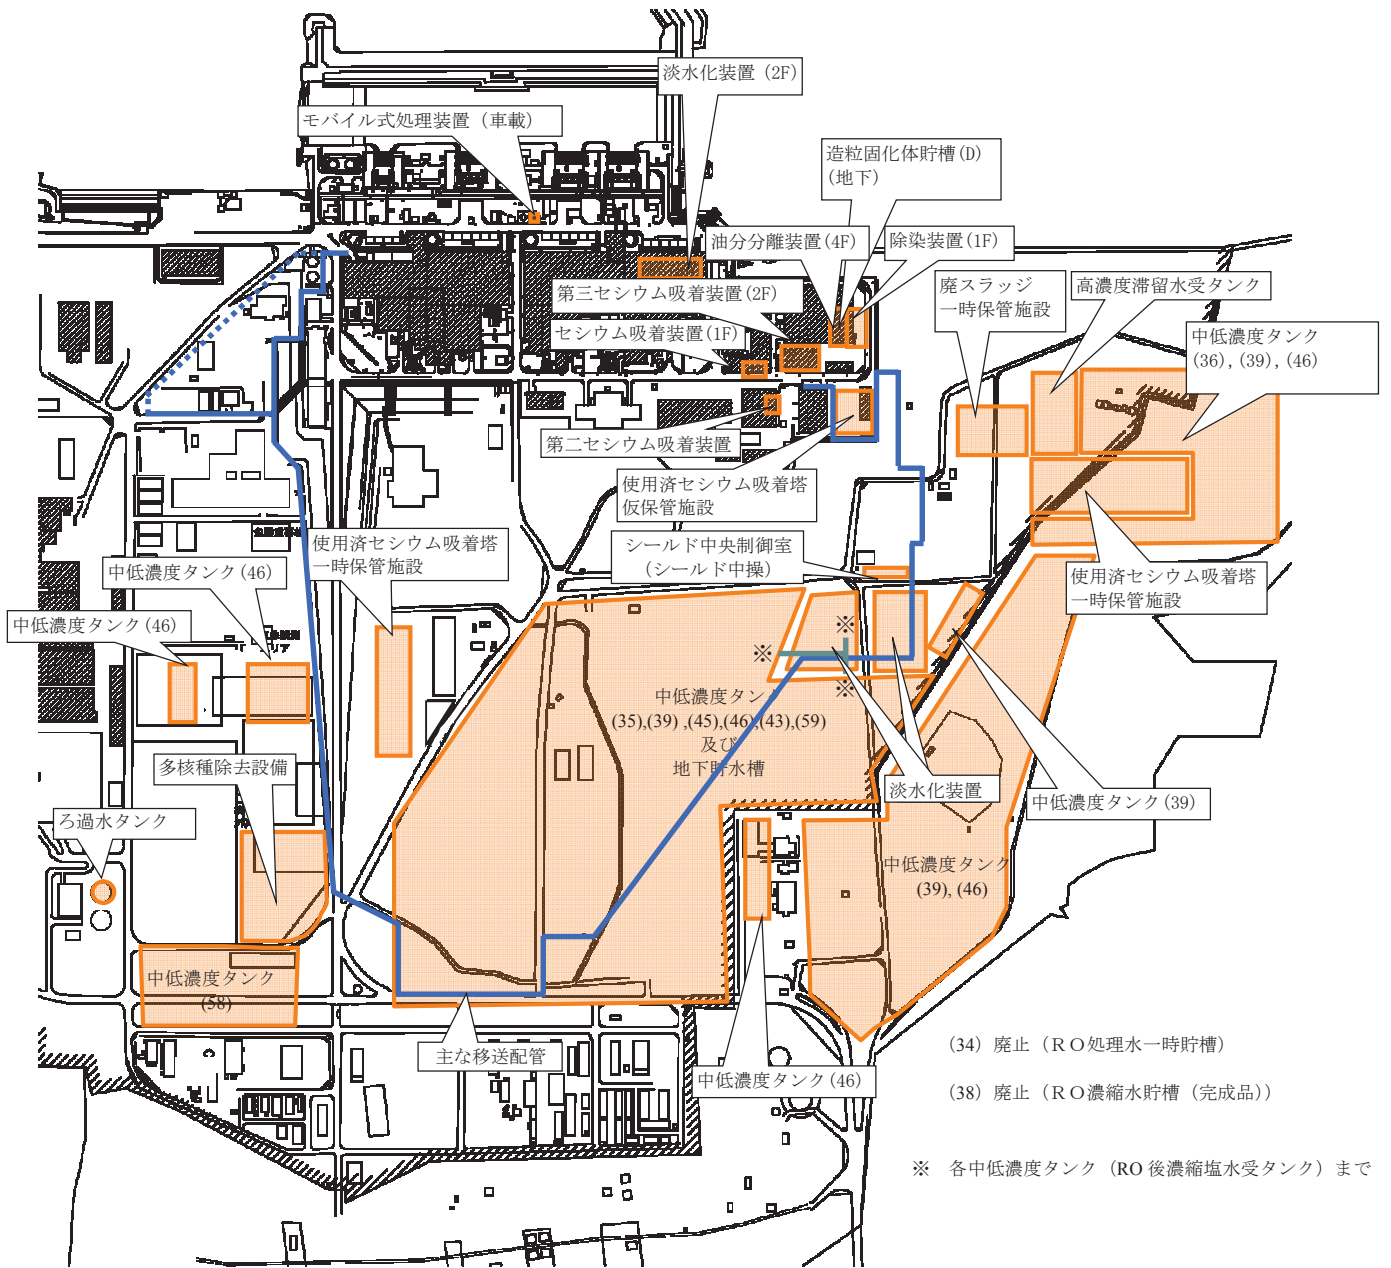 淡水化装置 (2F)
モバイル式処理装置（車載）
造粒固化体貯槽(D)
(地下)
油分分離装置(4F)
除染装置(1F)
廃スラッジ
一時保管施設
高濃度滞留水受タンク
第三セシウム吸着装置(2F)
セシウム吸着装置(1F)
中低濃度タンク
(36), (39), (46)
第二セシウム吸着装置
使用済セシウム吸着塔
仮保管施設
使用済セシウム吸着塔
一時保管施設
シールド中央制御室
（シールド中操）
中低濃度タンク(46)
使用済セシウム吸着塔
一時保管施設
中低濃度タンク(46)
※
※
※
中低濃度タンク
(35),(39) ,(45),(46),(43),(59)
及び
地下貯水槽
多核種除去設備
淡水化装置
中低濃度タンク(39)
ろ過水タンク
中低濃度タンク
(39), (46)
中低濃度タンク
(58)
主な移送配管
中低濃度タンク(46)
(34) 廃止（ＲＯ処理水一時貯槽）
(38) 廃止（ＲＯ濃縮水貯槽（完成品））
※　各中低濃度タンク（RO 後濃縮塩水受タンク）まで